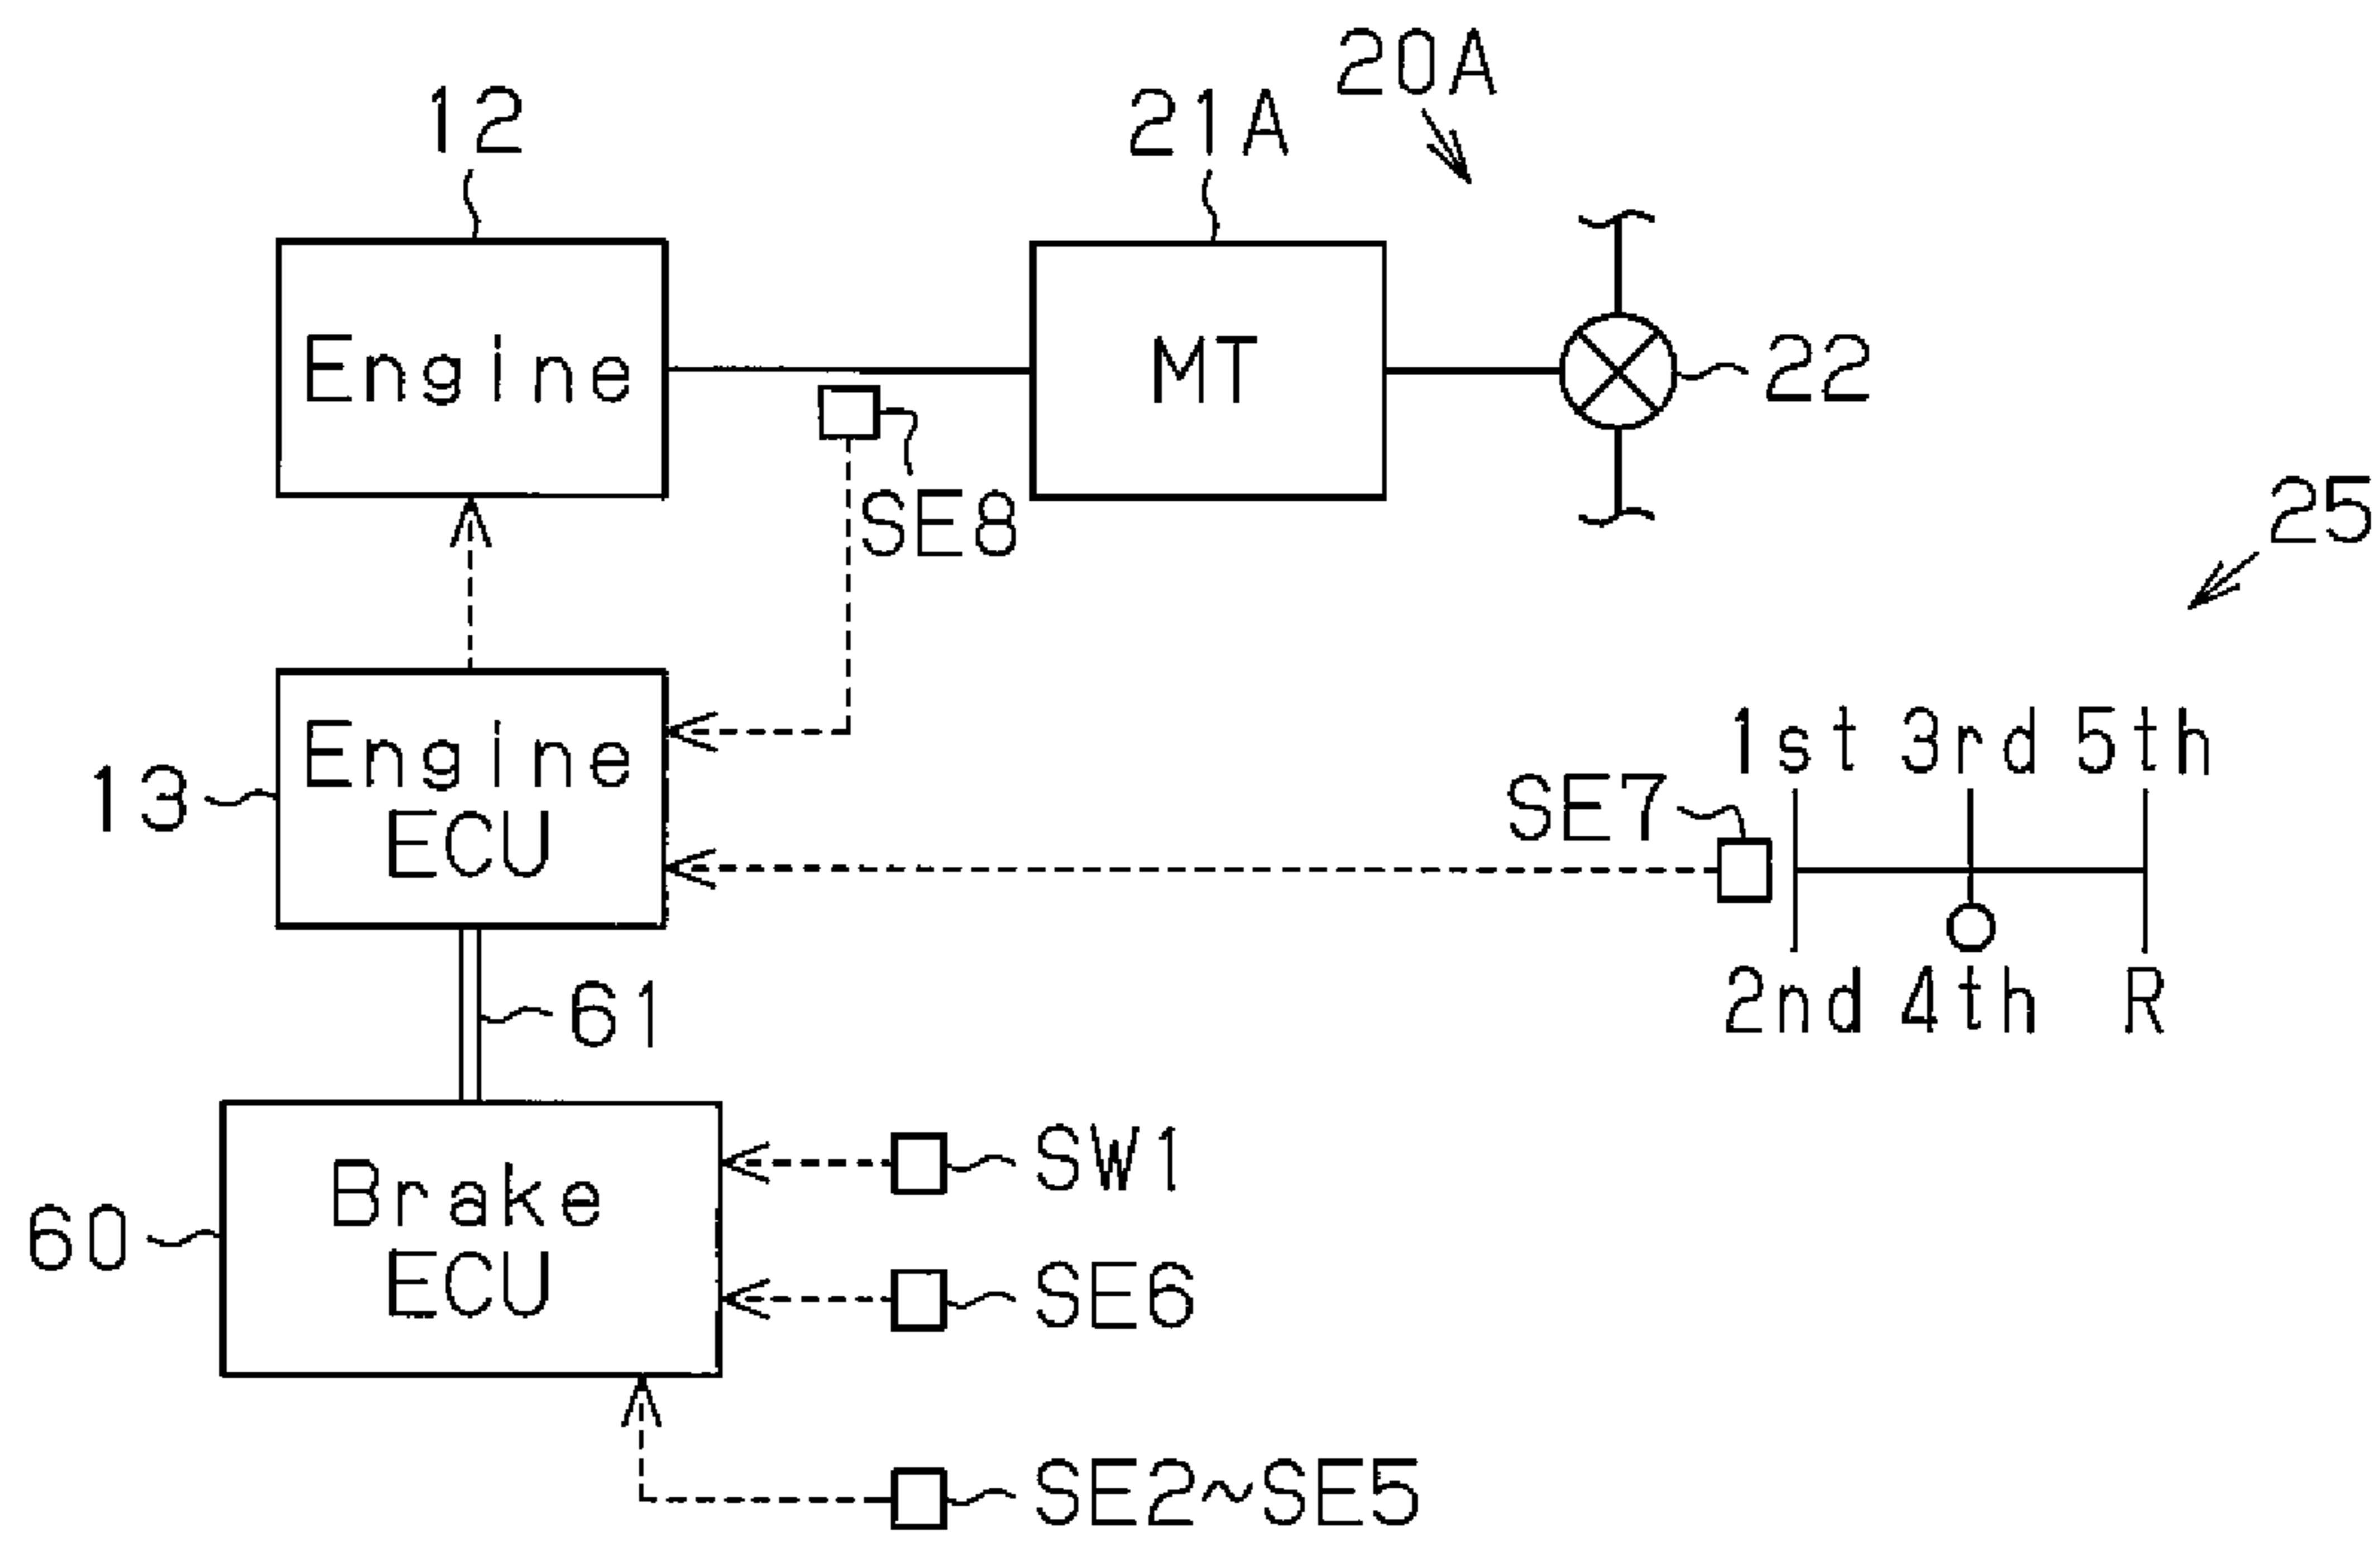 20A
12
21A
Engine
MT
22
SE8
25
Engine
ECU
13
1st 3rd 5th
SE7
2nd 4th R
61
Brake
ECU
60
SW1
SE6
SE2~SE5